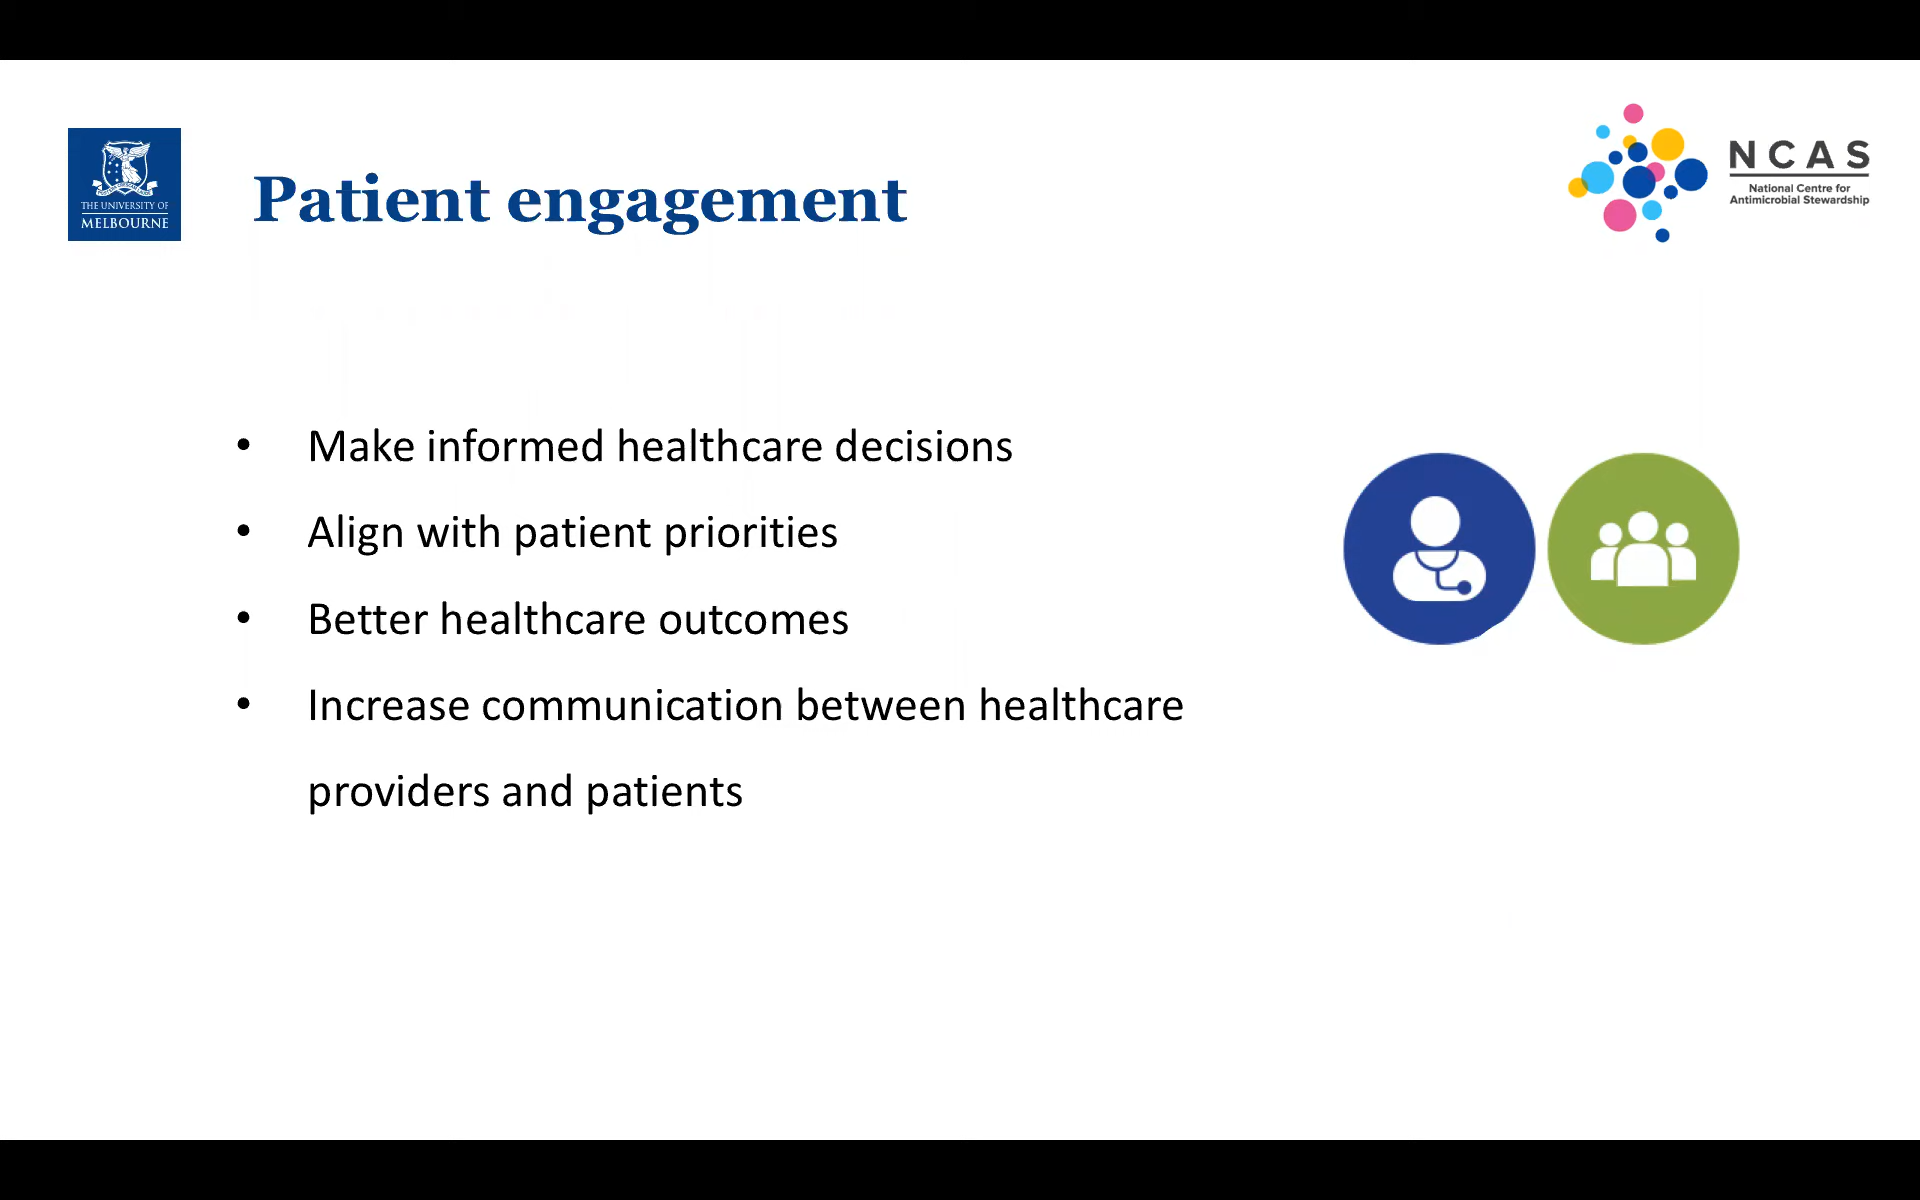 THE UNIVERSITY OF
MELBOURNE
Patient engagement
NCAS
National Centre for
Antimicrobial Stewardship
• Make informed healthcare decisions
• Align with patient priorities
• Better healthcare outcomes
• Increase communication between healthcare
providers and patients